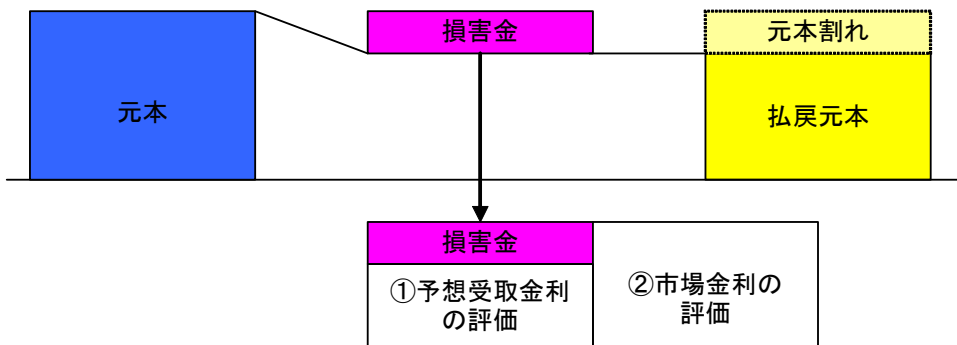 元本
損害金
元本割れ
払戻元本
損害金
①予想受取金利
の評価
②市場金利の
評価